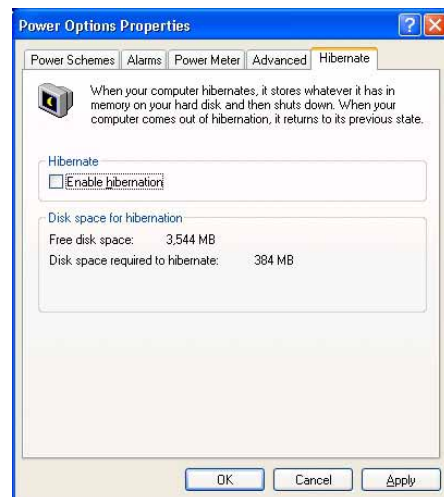 Power Options Properties
Power Schemes Alarms Power Meter Advanced Hibernate
When your computer hibernates, it stores whatever it has in
memory on your hard disk and then shuts down. When your
computer comes out of hibernation, it returns to its previous state.
Hibernate
Enable hibernation
Disk space for hibernation
Free disk space: 3,544 MB
Disk space required to hibernate: 384 MB
OK Cancel Apply